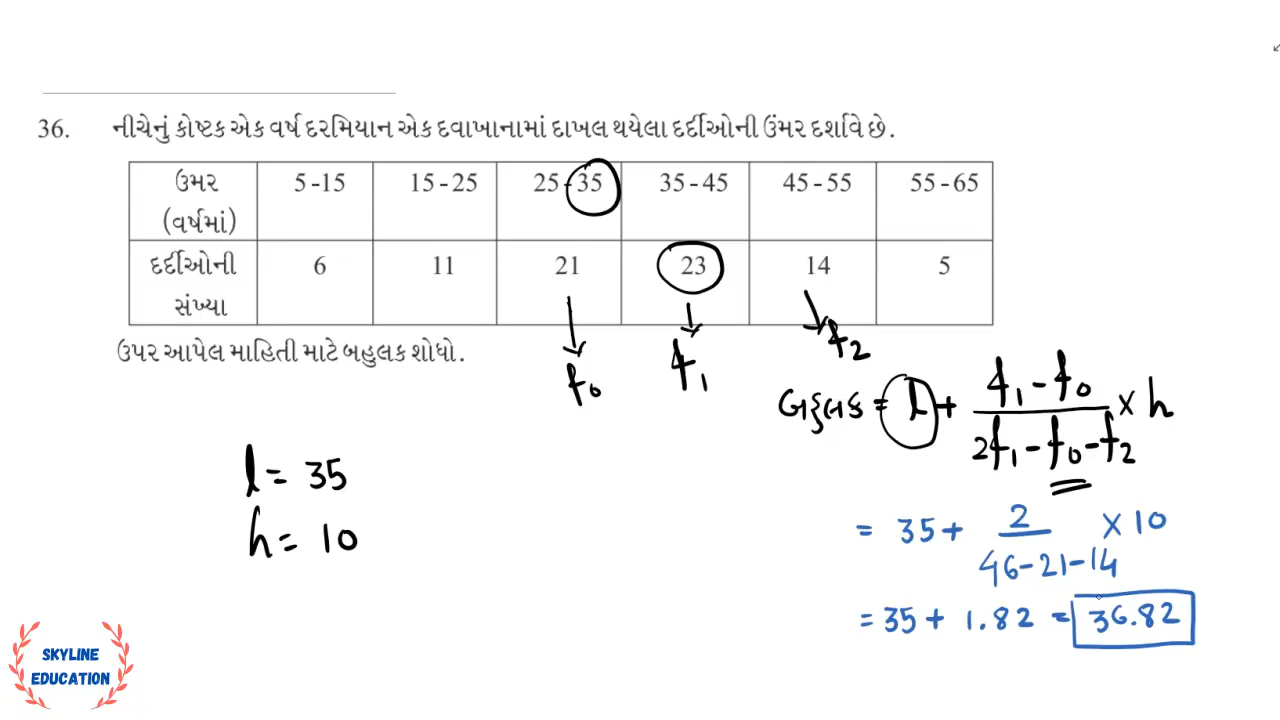 36. નીચેનું કોષ્ટક એક વર્ષ દરમિયાન એક દવાખાનામાં દાખલ થયેલા દર્દીઓની ઉંમર દર્શાવે છે.
ઉમર (વર્ષમાં) 5-15 15-25 25-35 35-45 45-55 55-65
દર્દીઓની સંખ્યા 6 11 21 23 14 5
f₀ f₁ f₂
ઉપર આપેલ માહિતી માટે બહુલક શોધો.
બહુલક = l + (f₁ - f₀) / (2f₁ - f₀ - f₂) × h
l = 35
h = 10
= 35 + 2 / (46-21-14) × 10
= 35 + 1.82 = 36.82
SKYLINE
EDUCATION